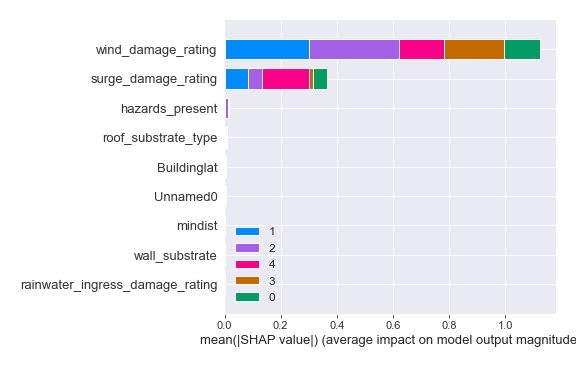 wind_damage_rating
surge_damage_rating
hazards_present
roof_substrate_type
Buildinglat
Unnamed0
mindist
wall_substrate
rainwater_ingress_damage_rating
1
2
4
3
0
0.0 0.2 0.4 0.6 0.8 1.0
mean(|SHAP value|) (average impact on model output magnitude